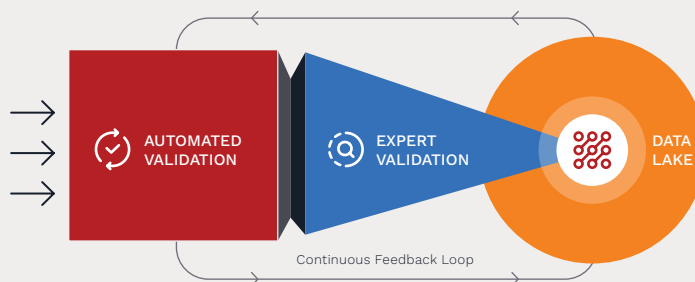 AUTOMATED
VALIDATION
EXPERT
VALIDATION
DATA
LAKE
Continuous Feedback Loop